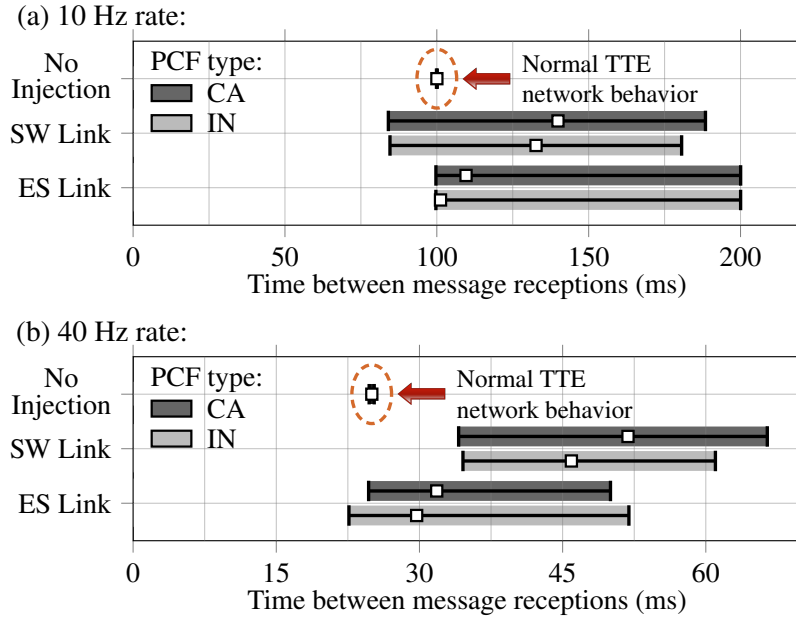 (a) 10 Hz rate:
No
Injection
PCF type:
CA
IN
Normal TTE
network behavior
SW Link
ES Link
0
50
100
150
200
Time between message receptions (ms)
(b) 40 Hz rate:
No
Injection
PCF type:
CA
IN
Normal TTE
network behavior
SW Link
ES Link
0
15
30
45
60
Time between message receptions (ms)